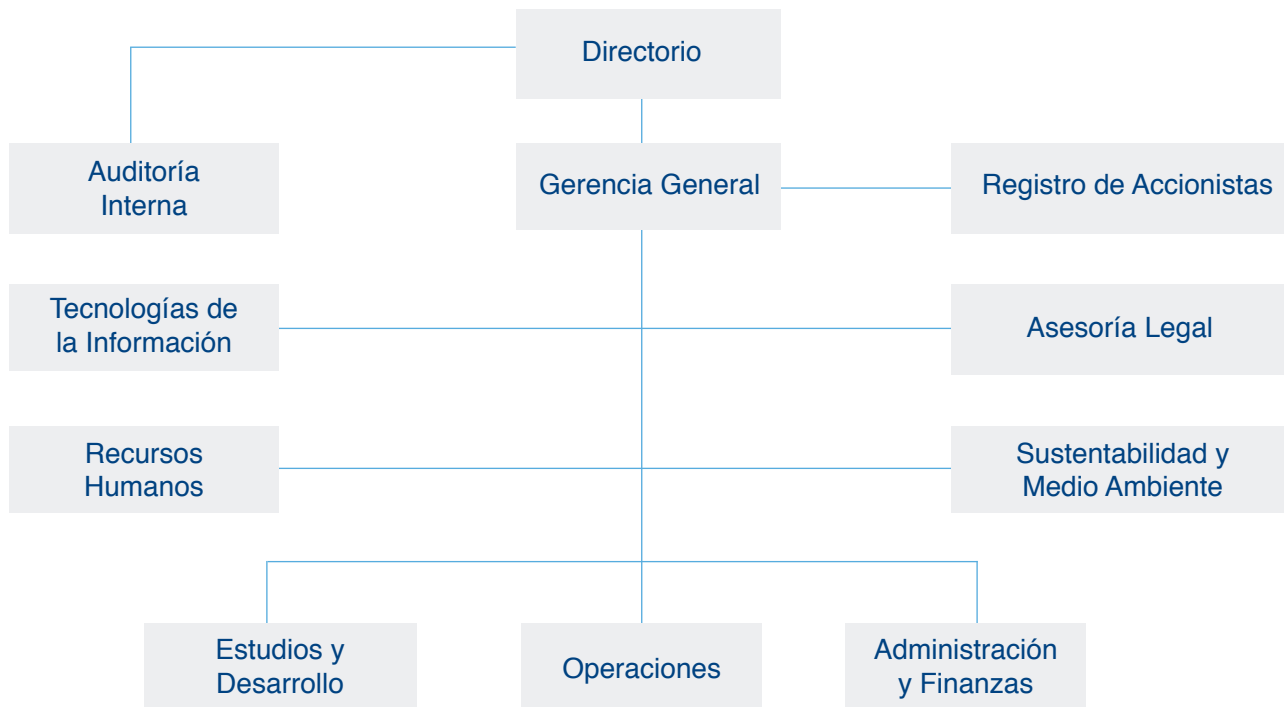 Directorio
Auditoría
Interna
Gerencia General
Registro de Accionistas
Tecnologías de
la Información
Asesoría Legal
Recursos
Humanos
Sustentabilidad y
Medio Ambiente
Estudios y
Desarrollo
Operaciones
Administración
y Finanzas